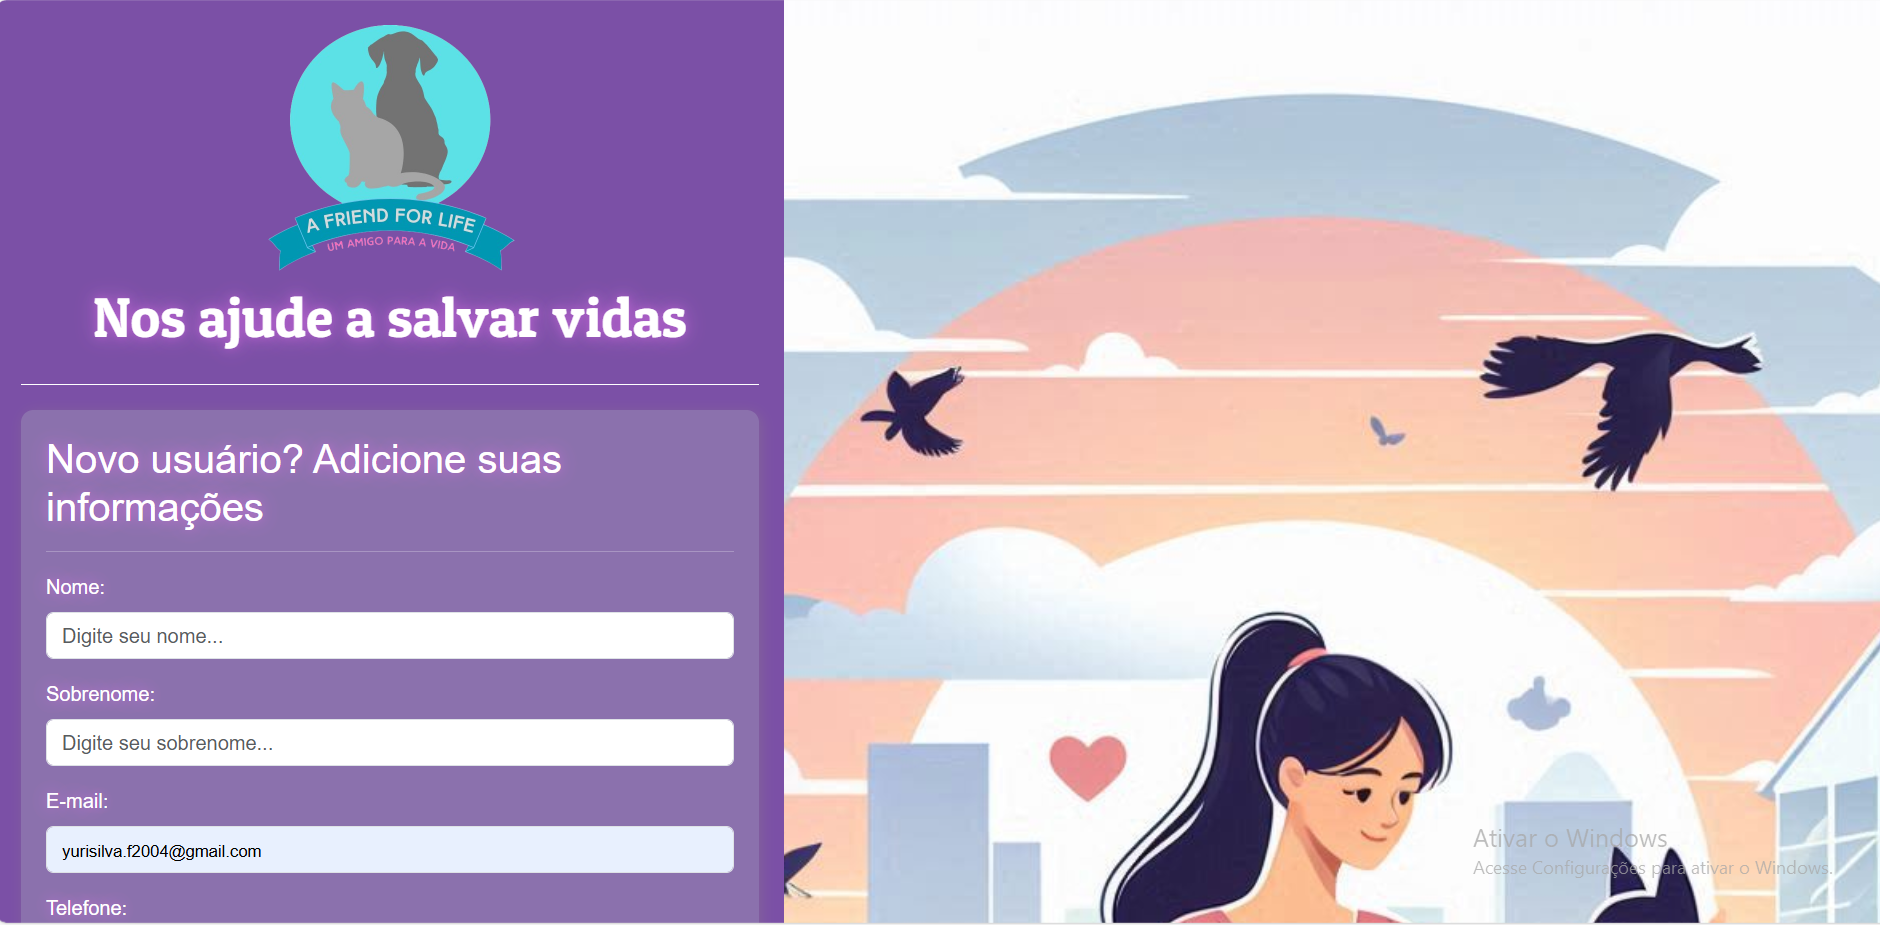 A FRIEND FOR LIFE
UM AMIGO PARA A VIDA
Nos ajude a salvar vidas
Novo usuário? Adicione suas
informações
Nome:
Digite seu nome...
Sobrenome:
Digite seu sobrenome...
E-mail:
yurisilva.f2004@gmail.com
Telefone:
Ativar o Windows
Acesse Configurações para ativar o Windows.